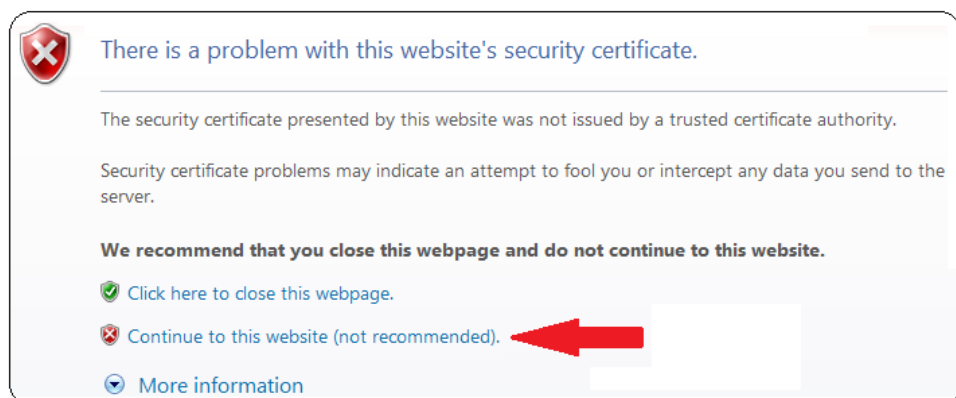 There is a problem with this website's security certificate.
The security certificate presented by this website was not issued by a trusted certificate authority.
Security certificate problems may indicate an attempt to fool you or intercept any data you send to the
server.
We recommend that you close this webpage and do not continue to this website.
Click here to close this webpage.
Continue to this website (not recommended).
More information